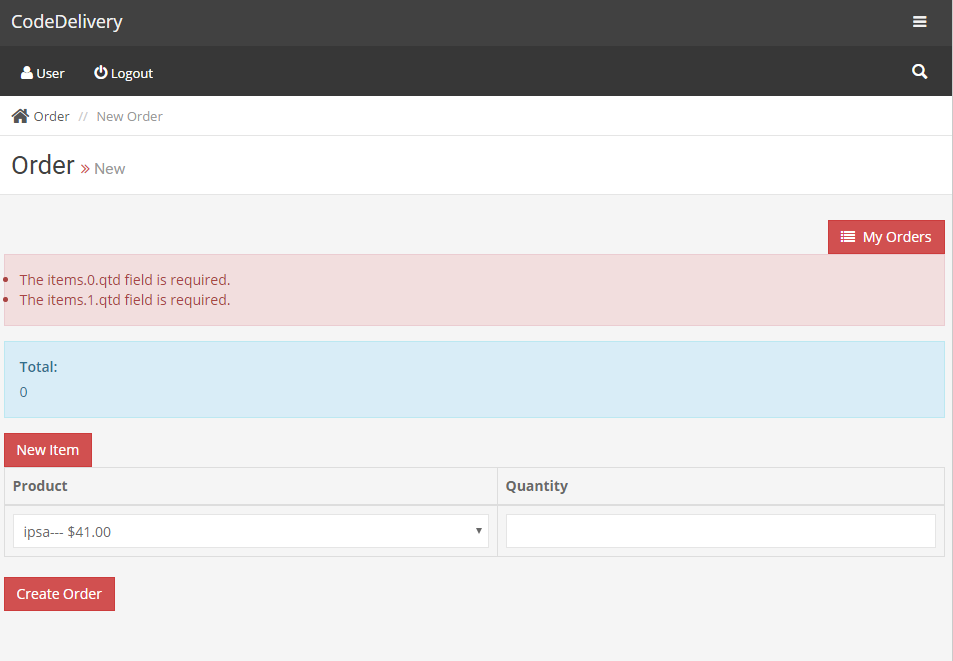 CodeDelivery
User Logout
Order // New Order
Order » New
My Orders
The items.0.qtd field is required.
The items.1.qtd field is required.
Total:
0
New Item
Product Quantity
ipsa--- $41.00
Create Order